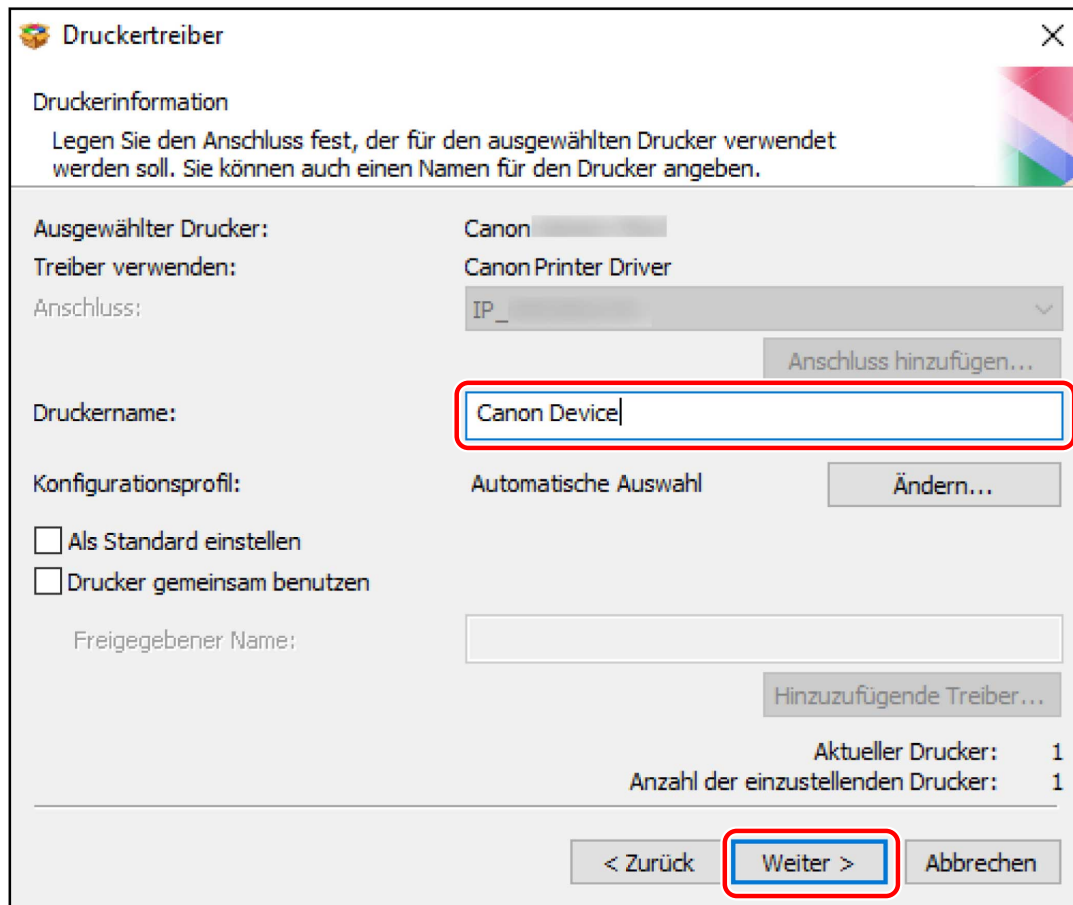 Druckertreiber
Druckerinformation
Legen Sie den Anschluss fest, der für den ausgewählten Drucker verwendet
werden soll. Sie können auch einen Namen für den Drucker angeben.
Ausgewählter Drucker: Canon
Treiber verwenden: Canon Printer Driver
Anschluss: IP_
Anschluss hinzufügen...
Druckername: Canon Device
Konfigurationsprofil: Automatische Auswahl Ändern...
Als Standard einstellen
Drucker gemeinsam benutzen
Freigegebener Name:
Hinzuzufügende Treiber...
Aktueller Drucker: 1
Anzahl der einzustellenden Drucker: 1
< Zurück Weiter > Abbrechen